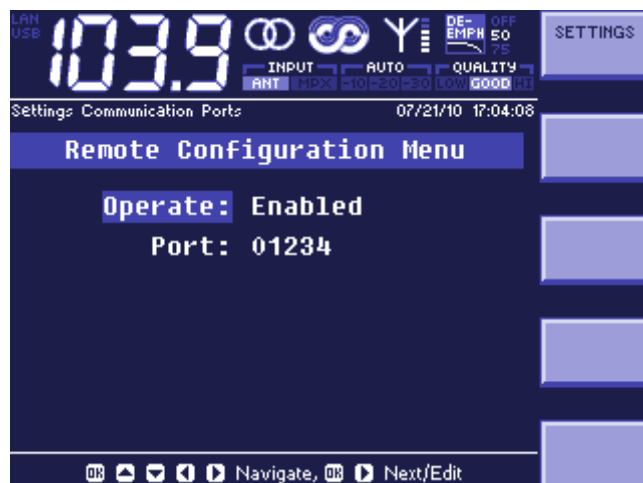 LAN
USB
103.9
DE-EMPH OFF 50 75
INPUT AUTO QUALITY
ANT MPX -10 -20 -30 LOW GOOD HI
SETTINGS
Settings Communication Ports 07/21/10 17:04:08
Remote Configuration Menu
Operate: Enabled
Port: 01234
OK Navigate, OK Next/Edit